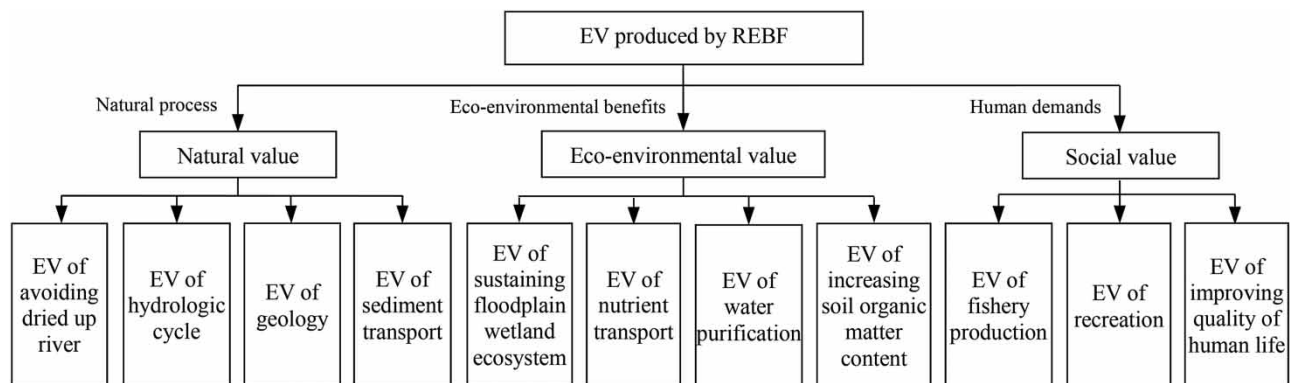 EV produced by REBF
Natural process
Eco-environmental benefits
Human demands
Natural value
Eco-environmental value
Social value
EV of
avoiding
dried up
river
EV of
hydrologic
cycle
EV of
geology
EV of
sediment
transport
EV of
sustaining
floodplain
wetland
ecosystem
EV of
nutrient
transport
EV of
water
purification
EV of
increasing
soil organic
matter
content
EV of
fishery
production
EV of
recreation
EV of
improving
quality of
human life